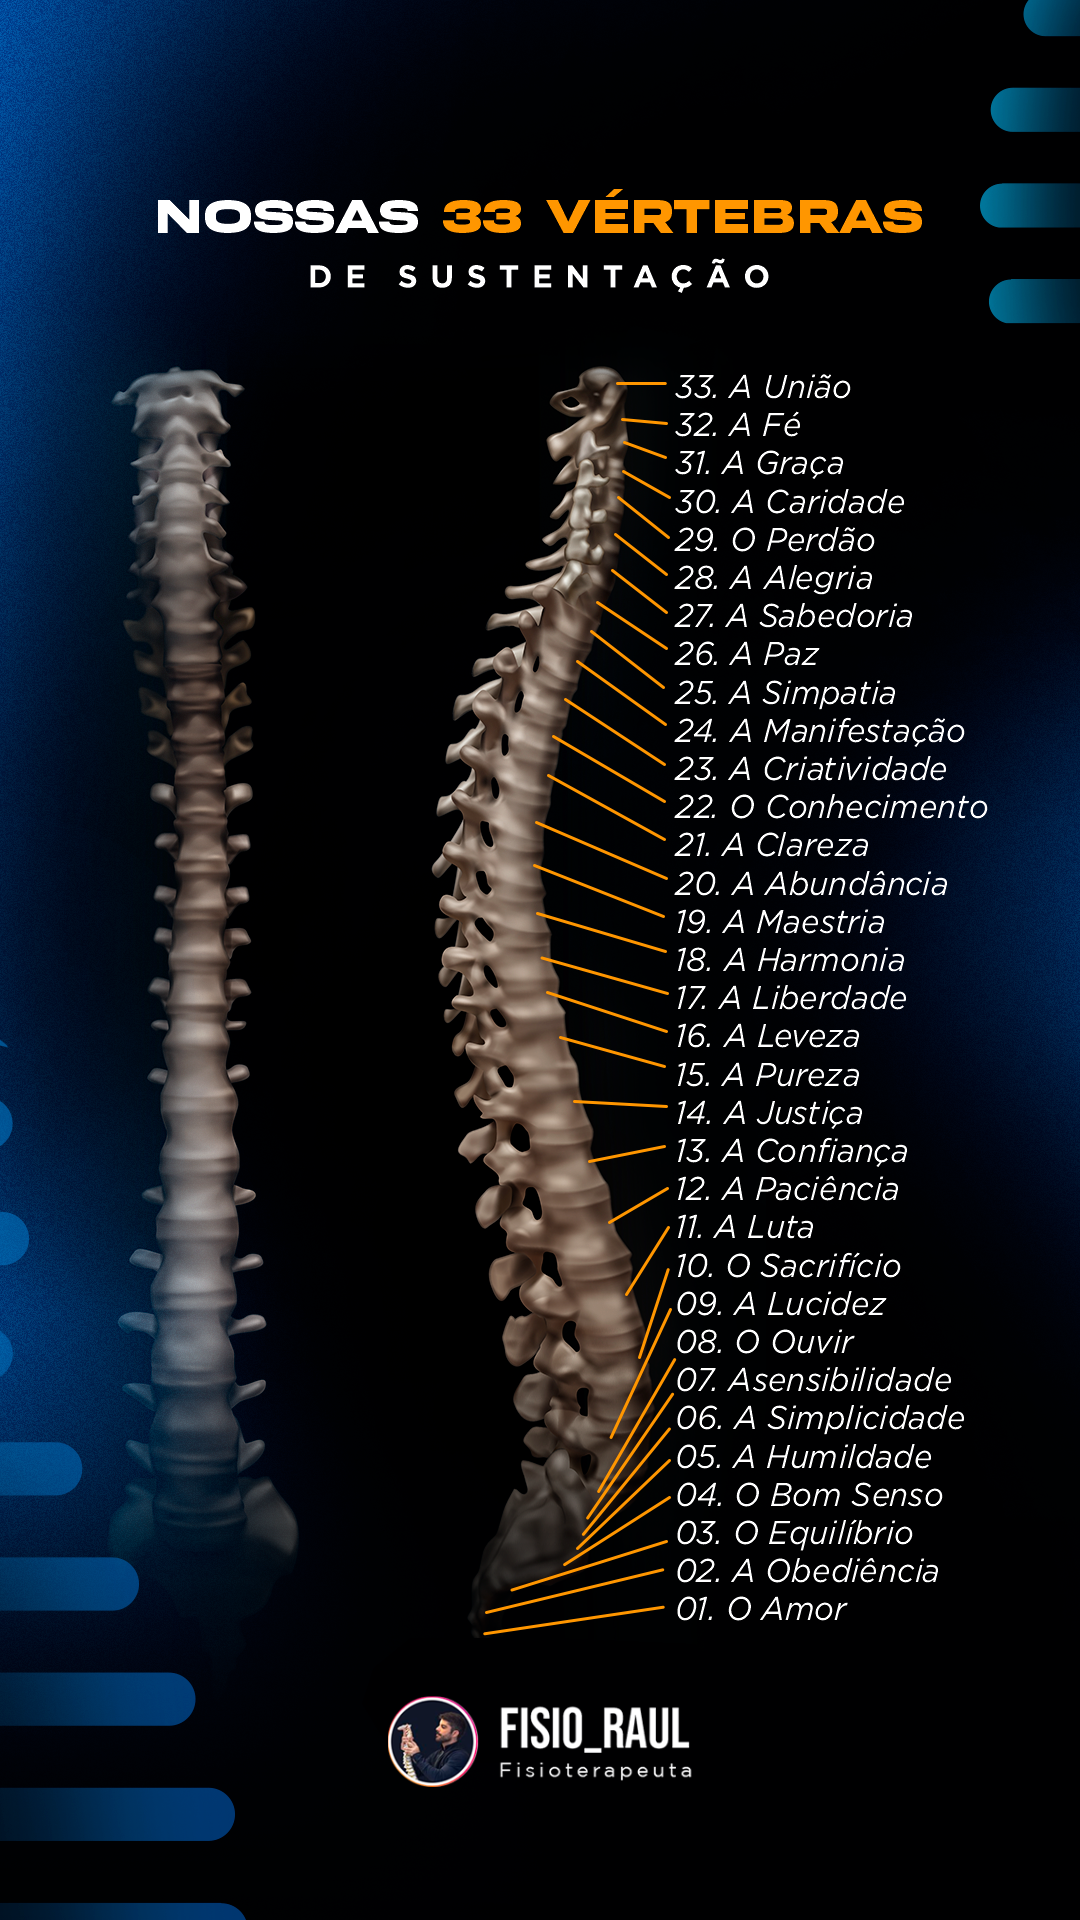 NOSSAS 33 VÉRTEBRAS
DE SUSTENTAÇÃO
33. A União
32. A Fé
31. A Graça
30. A Caridade
29. O Perdão
28. A Alegria
27. A Sabedoria
26. A Paz
25. A Simpatia
24. A Manifestação
23. A Criatividade
22. O Conhecimento
21. A Clareza
20. A Abundância
19. A Maestria
18. A Harmonia
17. A Liberdade
16. A Leveza
15. A Pureza
14. A Justiça
13. A Confiança
12. A Paciência
11. A Luta
10. O Sacrifício
09. A Lucidez
08. O Ouvir
07. Asensibilidade
06. A Simplicidade
05. A Humildade
04. O Bom Senso
03. O Equilíbrio
02. A Obediência
01. O Amor
FISIO_RAUL
Fisioterapeuta